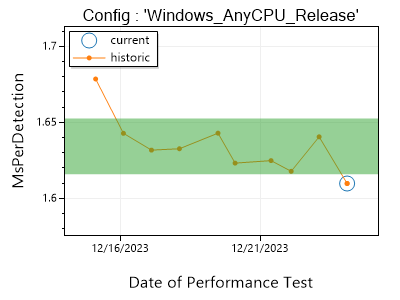 Config : 'Windows_AnyCPU_Release'
current
historic
1.7
1.65
1.6
MsPerDetection
12/16/2023
12/21/2023
Date of Performance Test